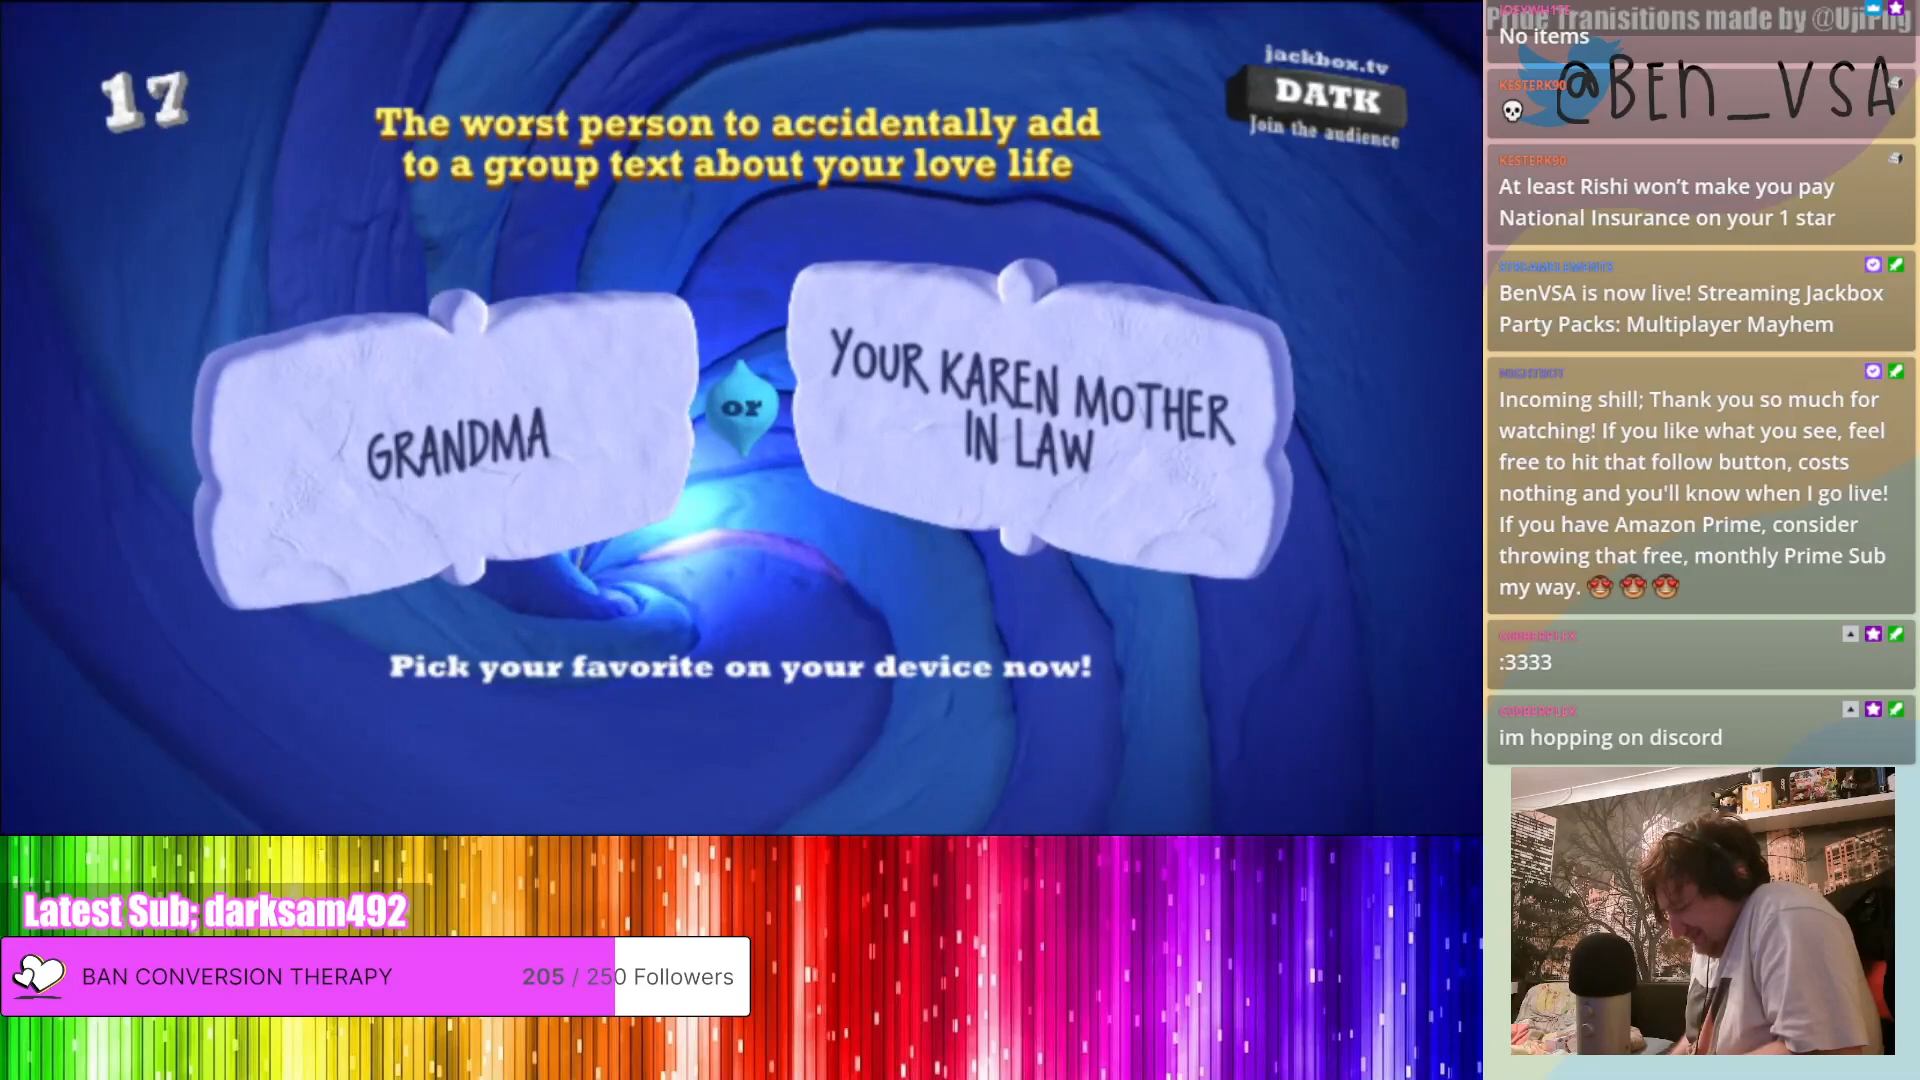 17
The worst person to accidentally add
to a group text about your love life
jackbox.tv
DATK
Join the audience
GRANDMA
or
YOUR KAREN MOTHER
IN LAW
Pick your favorite on your device now!
Latest Sub; darksam492
BAN CONVERSION THERAPY
205 / 250 Followers
Prime Tranisitions made by @UjiPhg
@BEN_VSA
JOEYWH1TE
No items
KESTERK90
KESTERK90
At least Rishi won't make you pay
National Insurance on your 1 star
STREAMELEMENTS
BenVSA is now live! Streaming Jackbox
Party Packs: Multiplayer Mayhem
NIGHTBOT
Incoming shill; Thank you so much for
watching! If you like what you see, feel
free to hit that follow button, costs
nothing and you'll know when I go live!
If you have Amazon Prime, consider
throwing that free, monthly Prime Sub
my way.
:3333
im hopping on discord